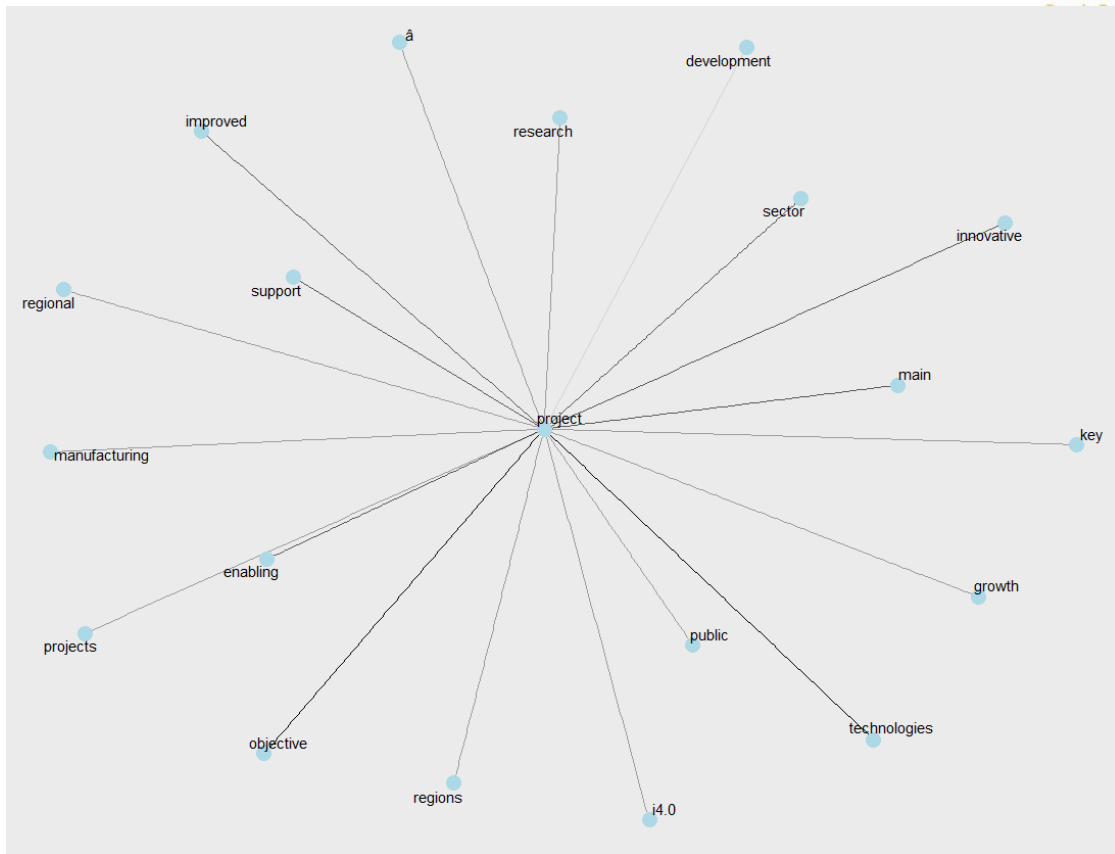 â
development
improved
research
sector
innovative
support
regional
main
project
key
manufacturing
enabling
growth
public
projects
technologies
objective
regions
i4.0